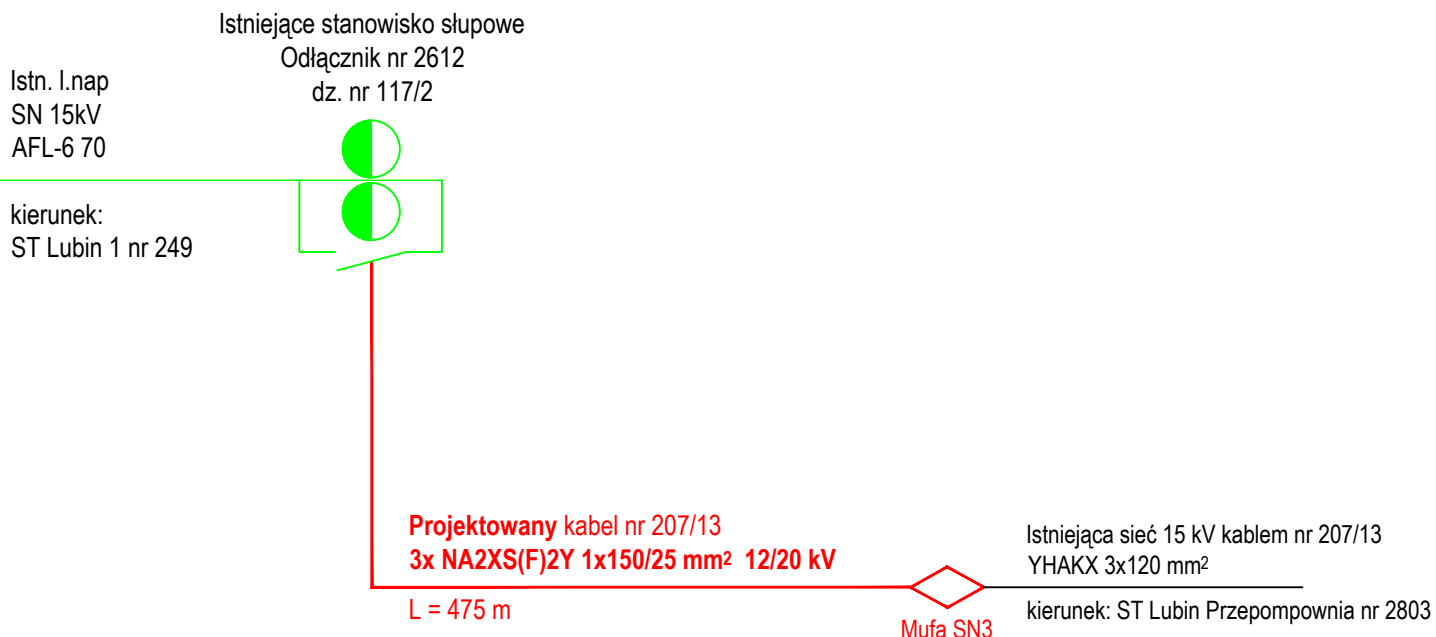 Istniejące stanowisko słupowe
Odłącznik nr 2612
dz. nr 117/2
Istn. l.nap
SN 15kV
AFL-6 70
kierunek:
ST Lubin 1 nr 249
Projektowany kabel nr 207/13
3x NA2XS(F)2Y 1x150/25 mm² 12/20 kV
L = 475 m
Mufa SN3
Istniejąca sieć 15 kV kablem nr 207/13
YHAKX 3x120 mm²
kierunek: ST Lubin Przepompownia nr 2803